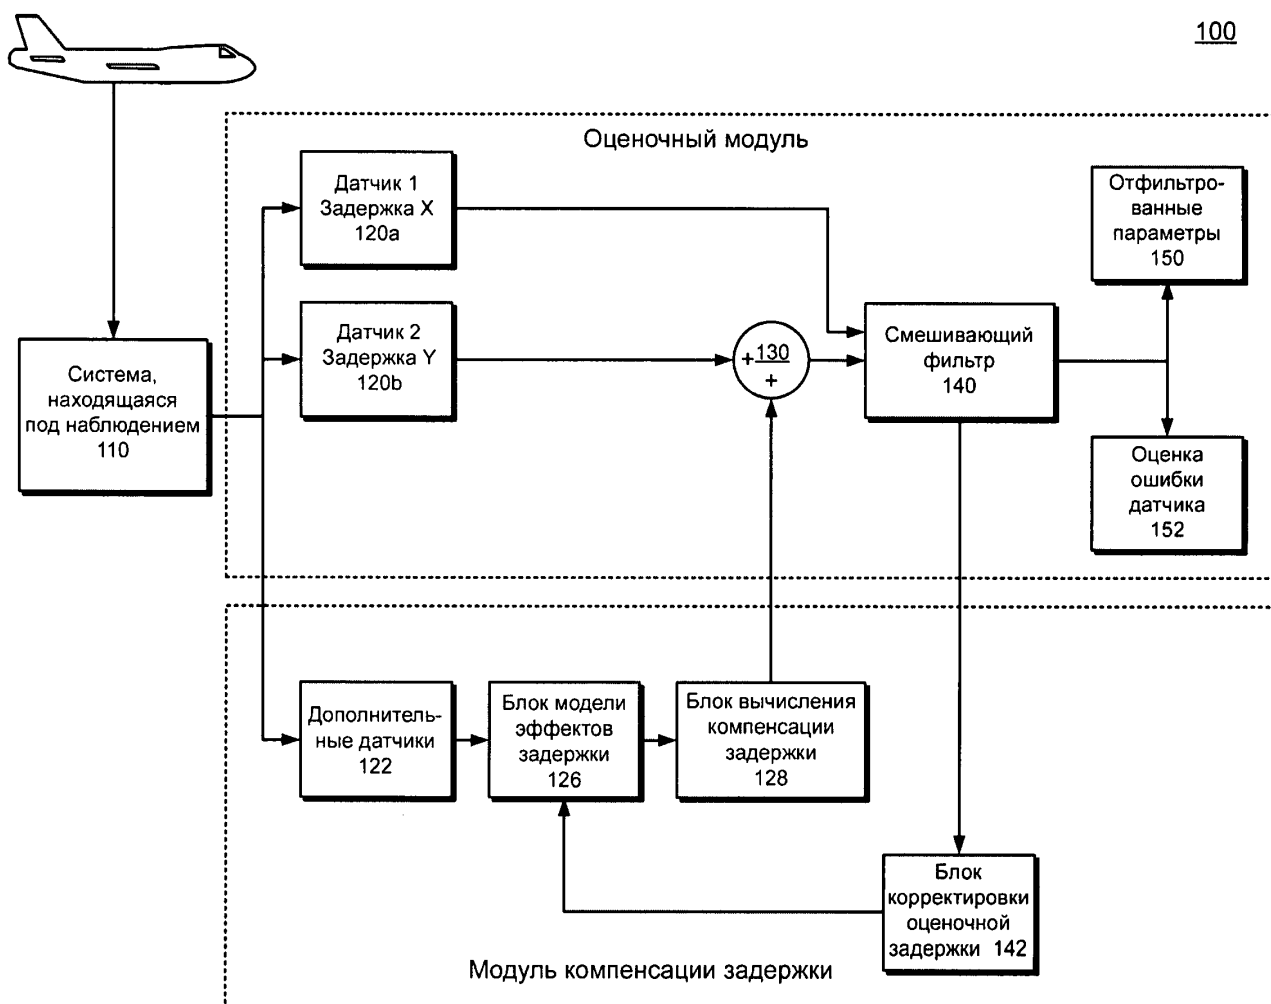 100
Оценочный модуль
Датчик 1
Задержка X
120a
Отфильтро-
ванные
параметры
150
Датчик 2
Задержка Y
120b
+130
+
Смешивающий
фильтр
140
Система,
находящаяся
под наблюдением
110
Оценка
ошибки
датчика
152
Дополнитель-
ные датчики
122
Блок модели
эффектов
задержки
126
Блок вычисления
компенсации
задержки
128
Блок
корректировки
оценочной
задержки 142
Модуль компенсации задержки